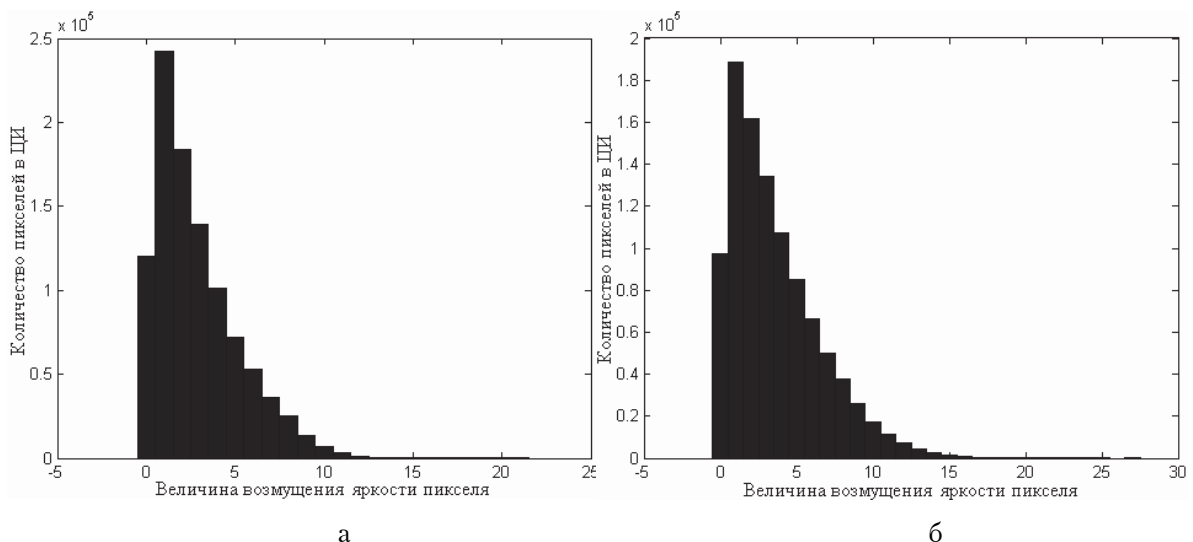 x 10^5
2.5
2
1.5
1
0.5
0
-5 0 5 10 15 20 25
Количество пикселей в ЦИ
Величина возмущения яркости пикселя
а
x 10^5
2
1.8
1.6
1.4
1.2
1
0.8
0.6
0.4
0.2
0
-5 0 5 10 15 20 25 30
Количество пикселей в ЦИ
Величина возмущения яркости пикселя
б